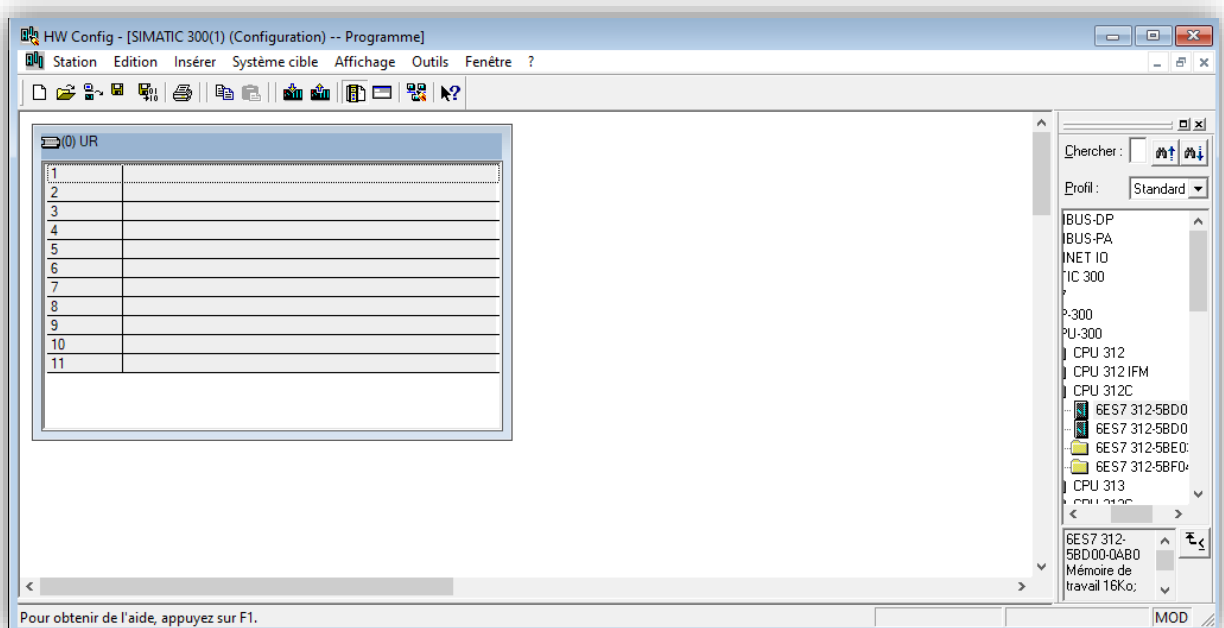 HW Config - [SIMATIC 300(1) (Configuration) -- Programme]
Station Edition Insérer Système cible Affichage Outils Fenêtre ?
(0) UR
1
2
3
4
5
6
7
8
9
10
11
Chercher :
Profil : Standard
IBUS-DP
IBUS-PA
INET IO
TIC 300
P-300
PU-300
CPU 312
CPU 312 IFM
CPU 312C
6ES7 312-5BD0
6ES7 312-5BD0
6ES7 312-5BE0
6ES7 312-5BF0
CPU 313
6ES7 312-
5BD00-0AB0
Mémoire de
travail 16Ko;
Pour obtenir de l'aide, appuyez sur F1.
MOD